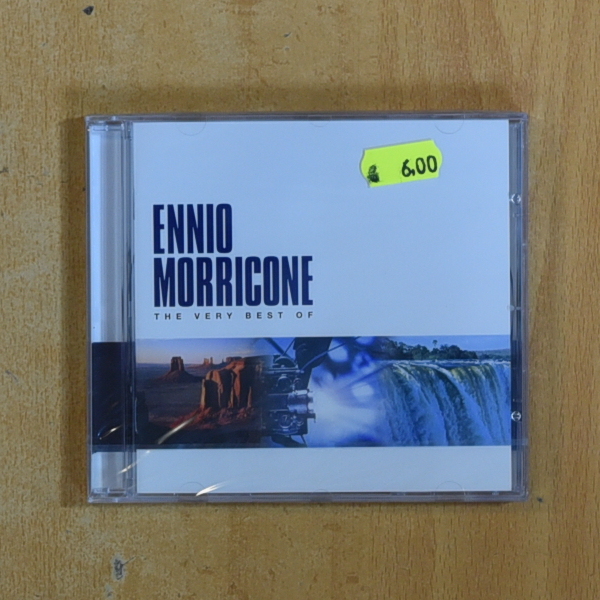 6,00
ENNIO
MORRICONE
THE VERY BEST OF